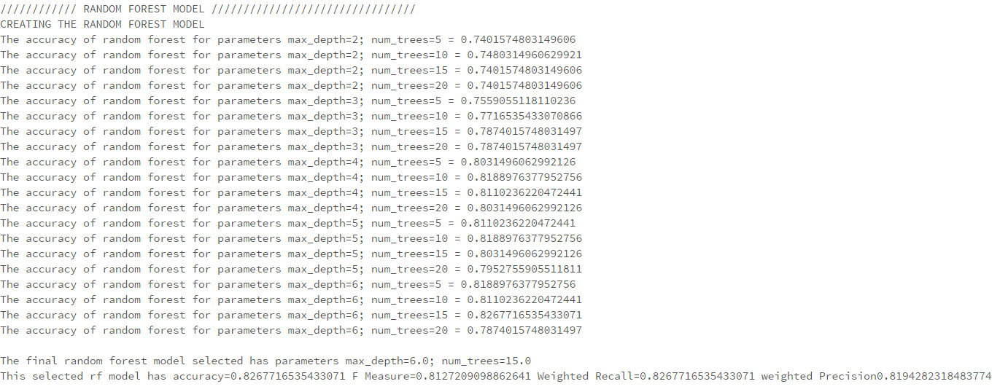 //////////// RANDOM FOREST MODEL ////////////////////////////////
CREATING THE RANDOM FOREST MODEL
The accuracy of random forest for parameters max_depth=2; num_trees=5 = 0.7401574803149606
The accuracy of random forest for parameters max_depth=2; num_trees=10 = 0.7480314960629921
The accuracy of random forest for parameters max_depth=2; num_trees=15 = 0.7401574803149606
The accuracy of random forest for parameters max_depth=2; num_trees=20 = 0.7401574803149606
The accuracy of random forest for parameters max_depth=3; num_trees=5 = 0.7559055118110236
The accuracy of random forest for parameters max_depth=3; num_trees=10 = 0.7716535433070866
The accuracy of random forest for parameters max_depth=3; num_trees=15 = 0.7874015748031497
The accuracy of random forest for parameters max_depth=3; num_trees=20 = 0.7874015748031497
The accuracy of random forest for parameters max_depth=4; num_trees=5 = 0.8031496062992126
The accuracy of random forest for parameters max_depth=4; num_trees=10 = 0.8188976377952756
The accuracy of random forest for parameters max_depth=4; num_trees=15 = 0.8110236220472441
The accuracy of random forest for parameters max_depth=4; num_trees=20 = 0.8031496062992126
The accuracy of random forest for parameters max_depth=5; num_trees=5 = 0.8110236220472441
The accuracy of random forest for parameters max_depth=5; num_trees=10 = 0.8188976377952756
The accuracy of random forest for parameters max_depth=5; num_trees=15 = 0.8031496062992126
The accuracy of random forest for parameters max_depth=5; num_trees=20 = 0.7952755905511811
The accuracy of random forest for parameters max_depth=6; num_trees=5 = 0.8188976377952756
The accuracy of random forest for parameters max_depth=6; num_trees=10 = 0.8110236220472441
The accuracy of random forest for parameters max_depth=6; num_trees=15 = 0.8267716535433071
The accuracy of random forest for parameters max_depth=6; num_trees=20 = 0.7874015748031497
The final random forest model selected has parameters max_depth=6.0; num_trees=15.0
This selected rf model has accuracy=0.8267716535433071 F Measure=0.8127209098862641 Weighted Recall=0.8267716535433071 weighted Precision0.8194282318483774